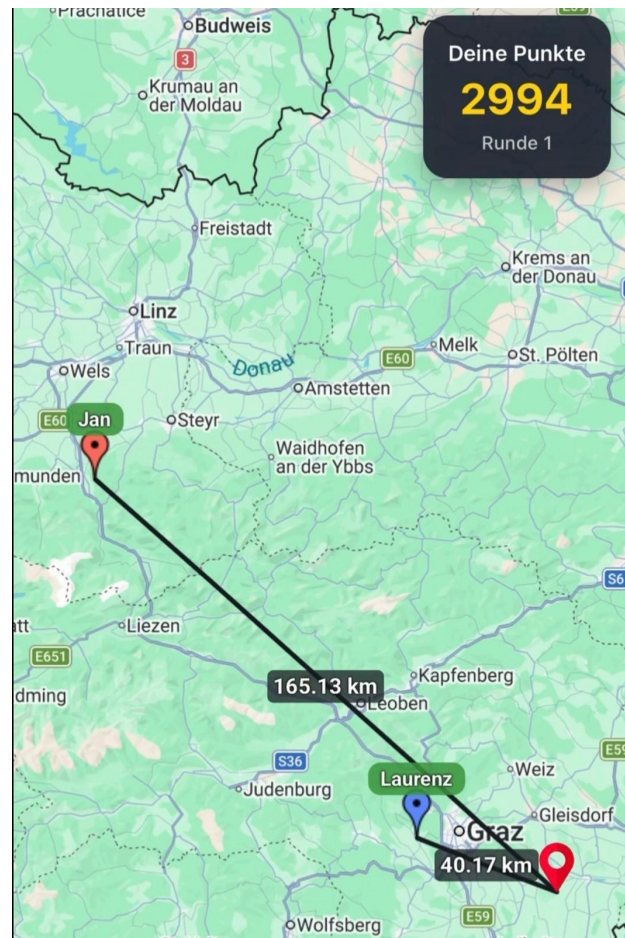 Prachatice
Budweis
3
Krumau an
der Moldau
Deine Punkte
2994
Runde 1
Freistadt
Krems an
der Donau
Linz
Traun
Melk
E60
St. Pölten
Donau
Wels
Amstetten
E60
Jan
Steyr
Waidhofen
an der Ybbs
munden
S6
Liezen
E651
Kapfenberg
dming
165.13 km
Leoben
E59
S36
Weiz
Laurenz
Judenburg
Gleisdorf
Graz
40.17 km
E59
Wolfsberg